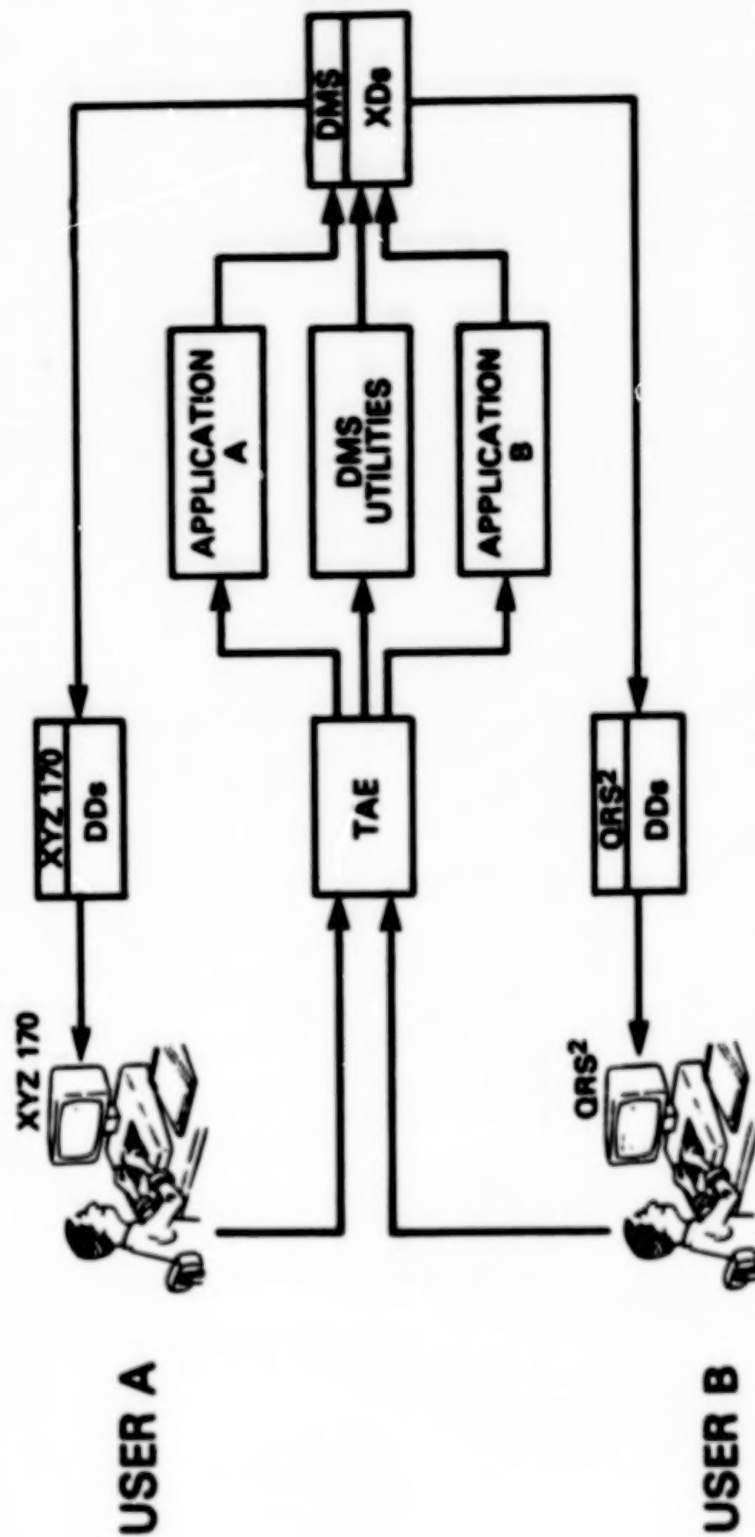 USER A
XYZ 170
XYZ 170
DDs
TAE
APPLICATION
A
DMS
UTILITIES
APPLICATION
B
DMS
XDs
USER B
QRS²
QRS²
DDs